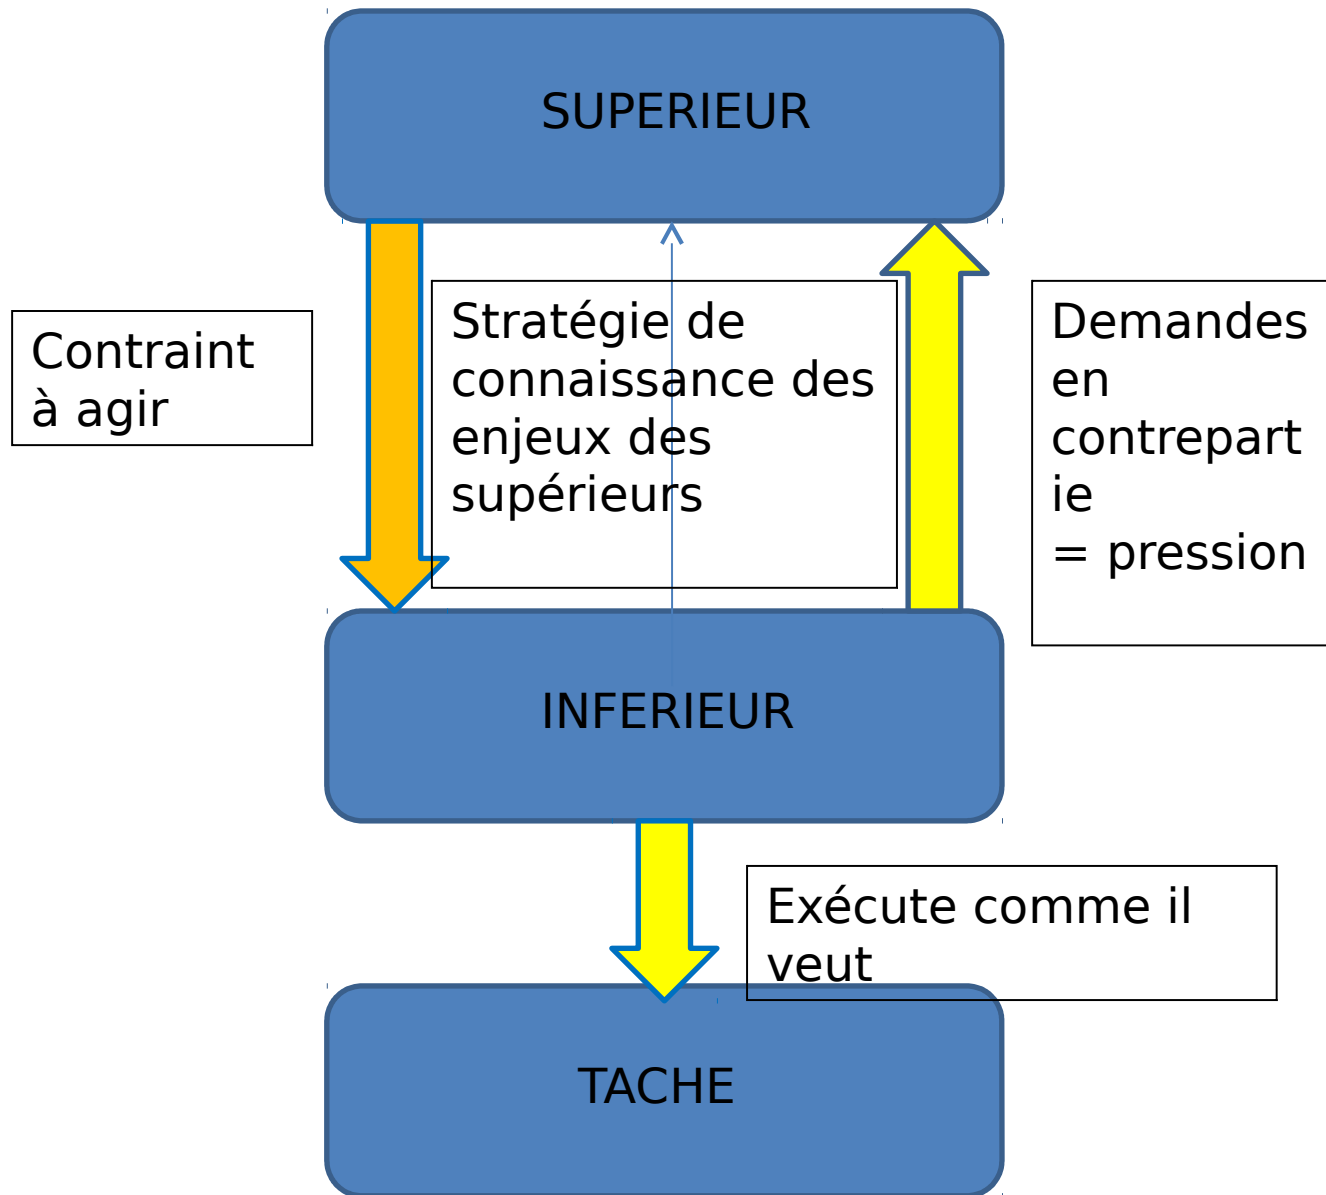 SUPERIEUR
Contraint
à agir
Stratégie de
connaissance des
enjeux des
supérieurs
Demandes
en
contrepart
ie
= pression
INFERIEUR
Exécute comme il
veut
TACHE